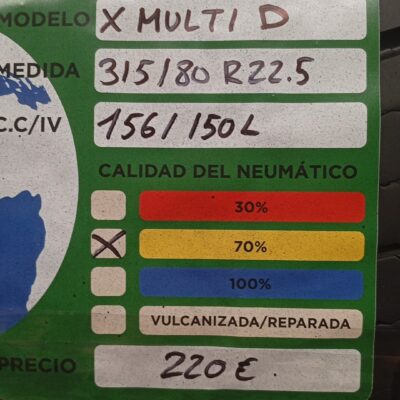 MODELO X MULTI D
MEDIDA 315/80 R22.5
C.C/IV 156/150L
CALIDAD DEL NEUMÁTICO
30%
X 70%
100%
VULCANIZADA/REPARADA
PRECIO 220 €